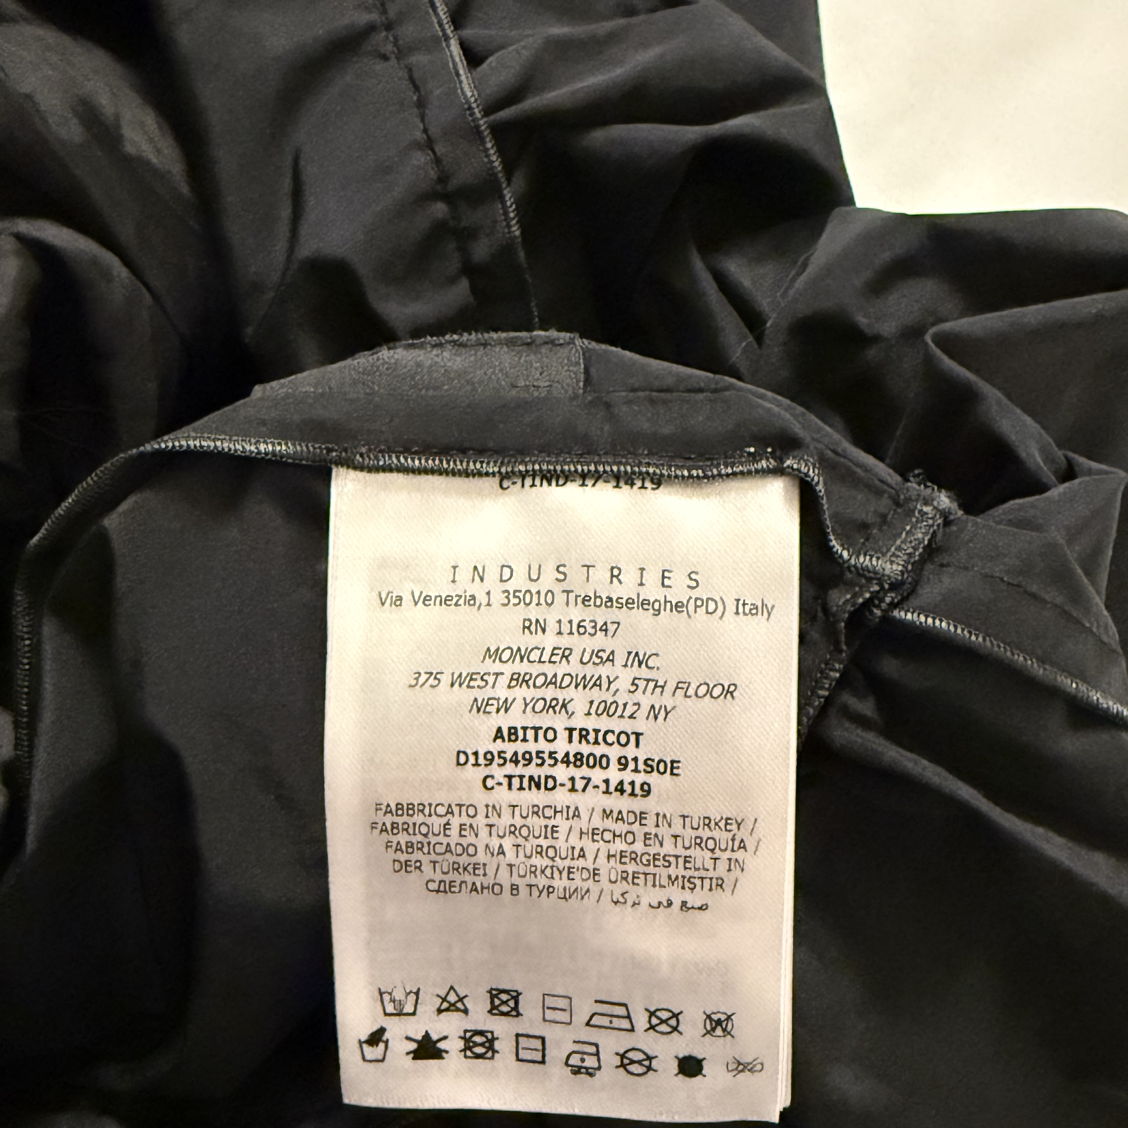 C-TIND-17-1419
INDUSTRIES
Via Venezia,1 35010 Trebaseleghe(PD) Italy
RN 116347
MONCLER USA INC.
375 WEST BROADWAY, 5TH FLOOR
NEW YORK, 10012 NY
ABITO TRICOT
D19549554800 91S0E
C-TIND-17-1419
FABBRICATO IN TURCHIA / MADE IN TURKEY /
FABRIQUÉ EN TURQUIE / HECHO EN TURQUÍA /
FABRICADO NA TURQUIA / HERGESTELLT IN
DER TÜRKEI / TÜRKİYE'DE ÜRETILMIŞTIR /
СДЕЛАНО В ТУРЦИИ / صنع في تركيا
W